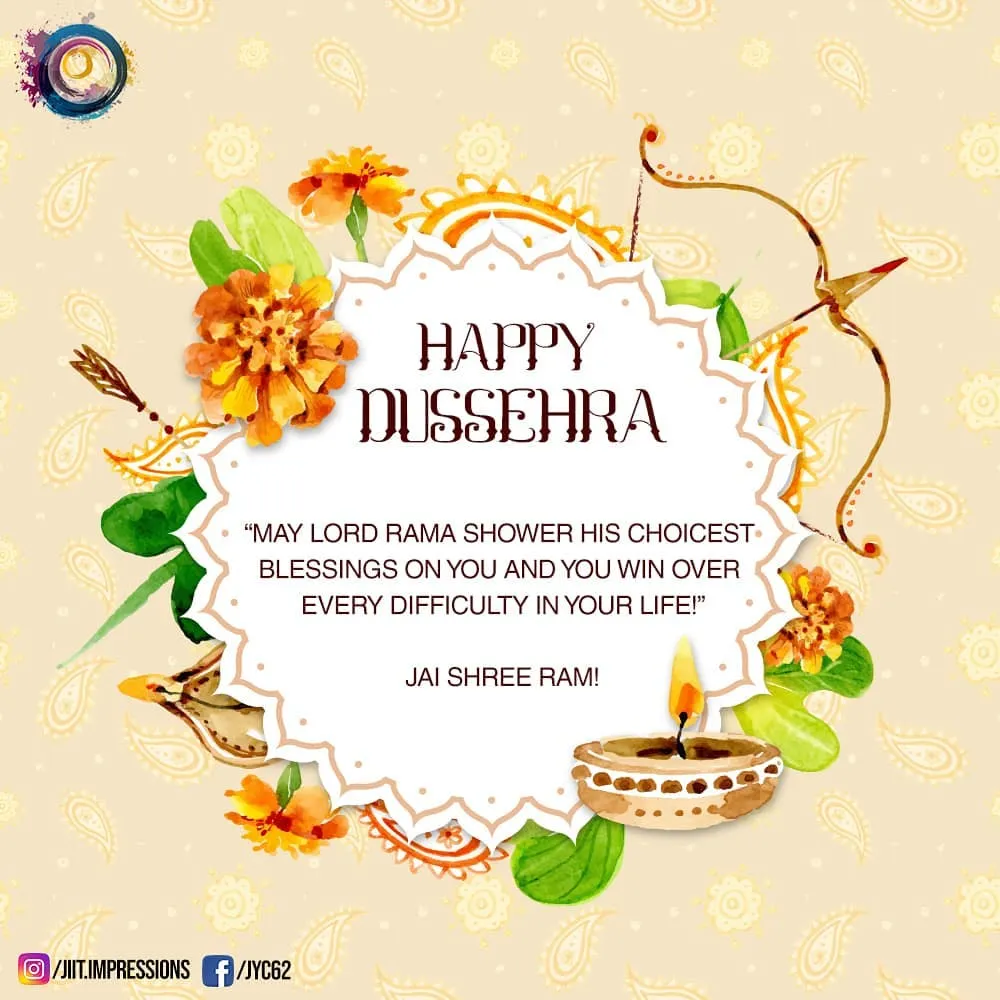 HAPPY
DUSSEHRA
“MAY LORD RAMA SHOWER HIS CHOICEST
BLESSINGS ON YOU AND YOU WIN OVER
EVERY DIFFICULTY IN YOUR LIFE!”
JAI SHREE RAM!
/JIIT.IMPRESSIONS /JYC62